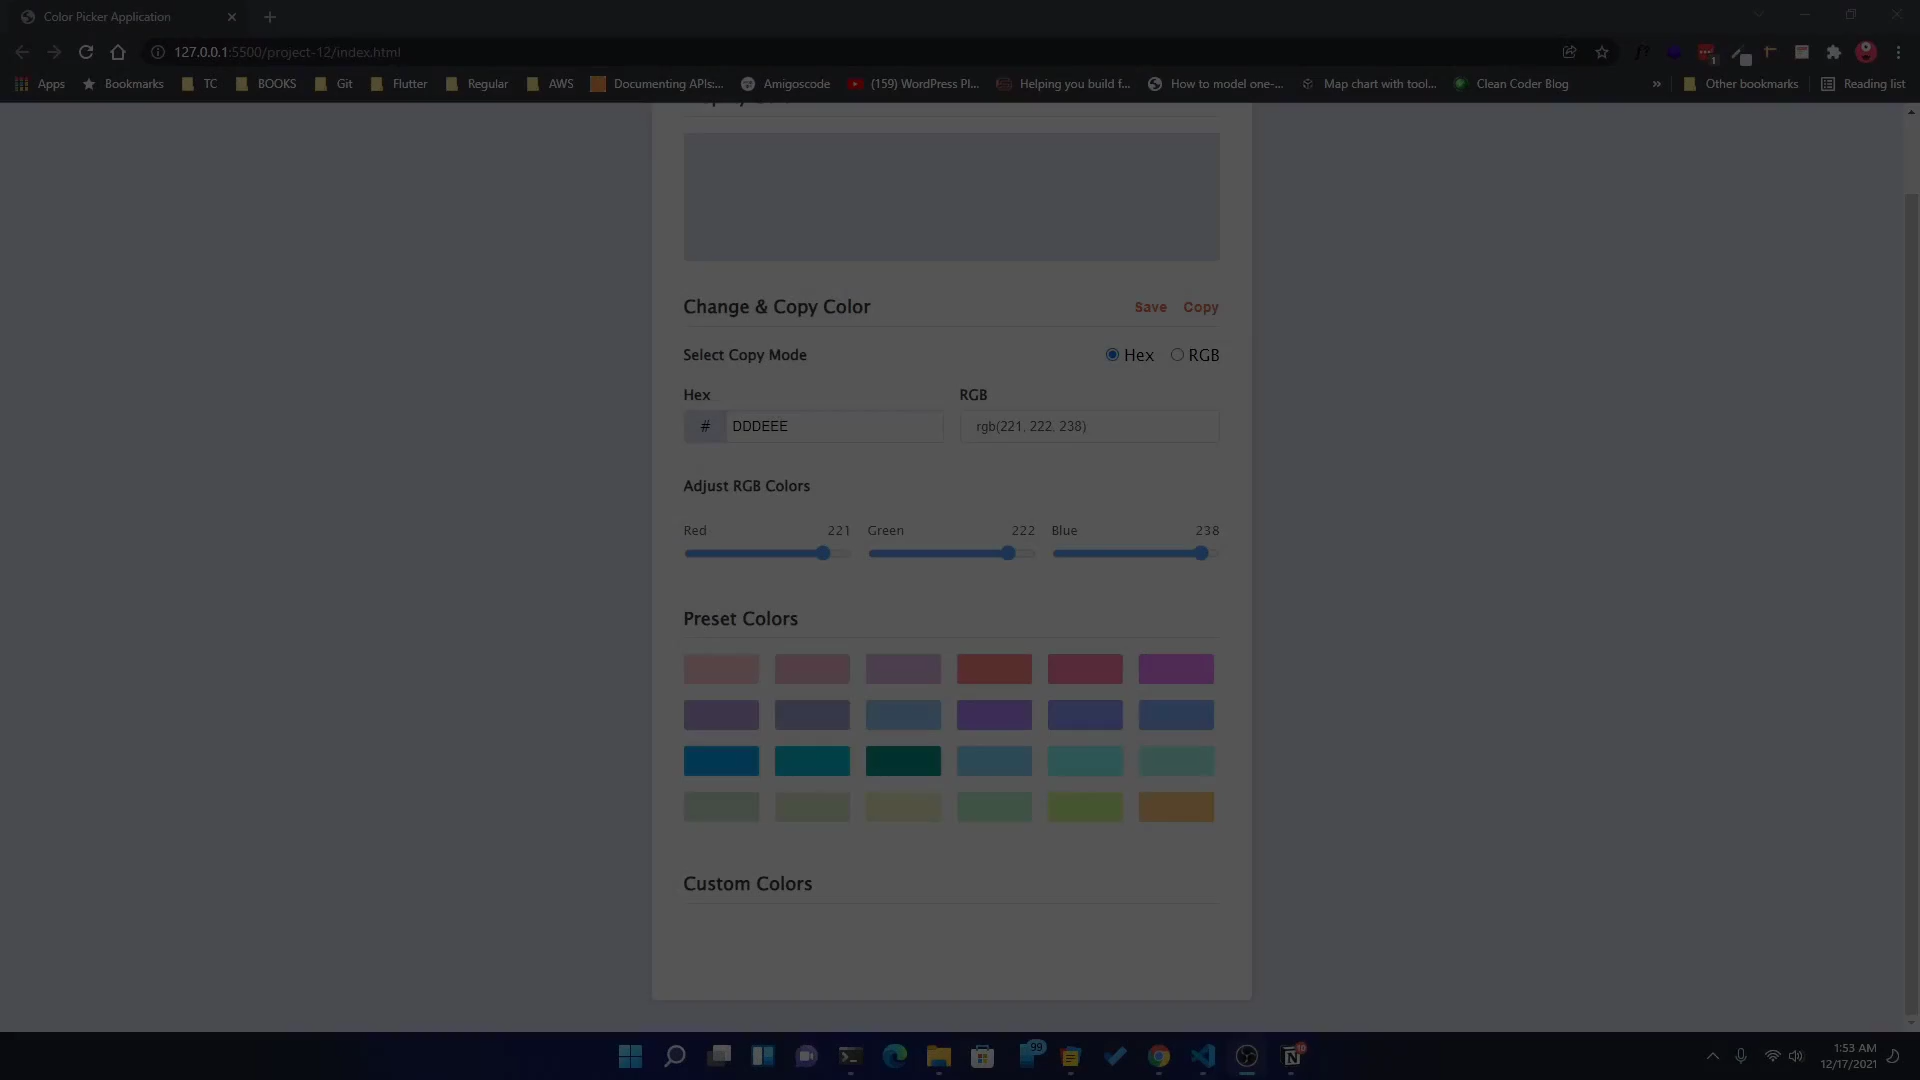 Color Picker Application
127.0.0.1:5500/project-12/index.html
Apps Bookmarks TC BOOKS Git Flutter Regular AWS Documenting APIs:... Amigoscode (159) WordPress Pl... Helping you build f... How to model one-... Map chart with tool... Clean Coder Blog » Other bookmarks Reading list
Change & Copy Color Save Copy
Select Copy Mode Hex RGB
Hex RGB
# DDDEEE rgb(221, 222, 238)
Adjust RGB Colors
Red 221 Green 222 Blue 238
Preset Colors
Custom Colors
99
1:53 AM
12/17/2021